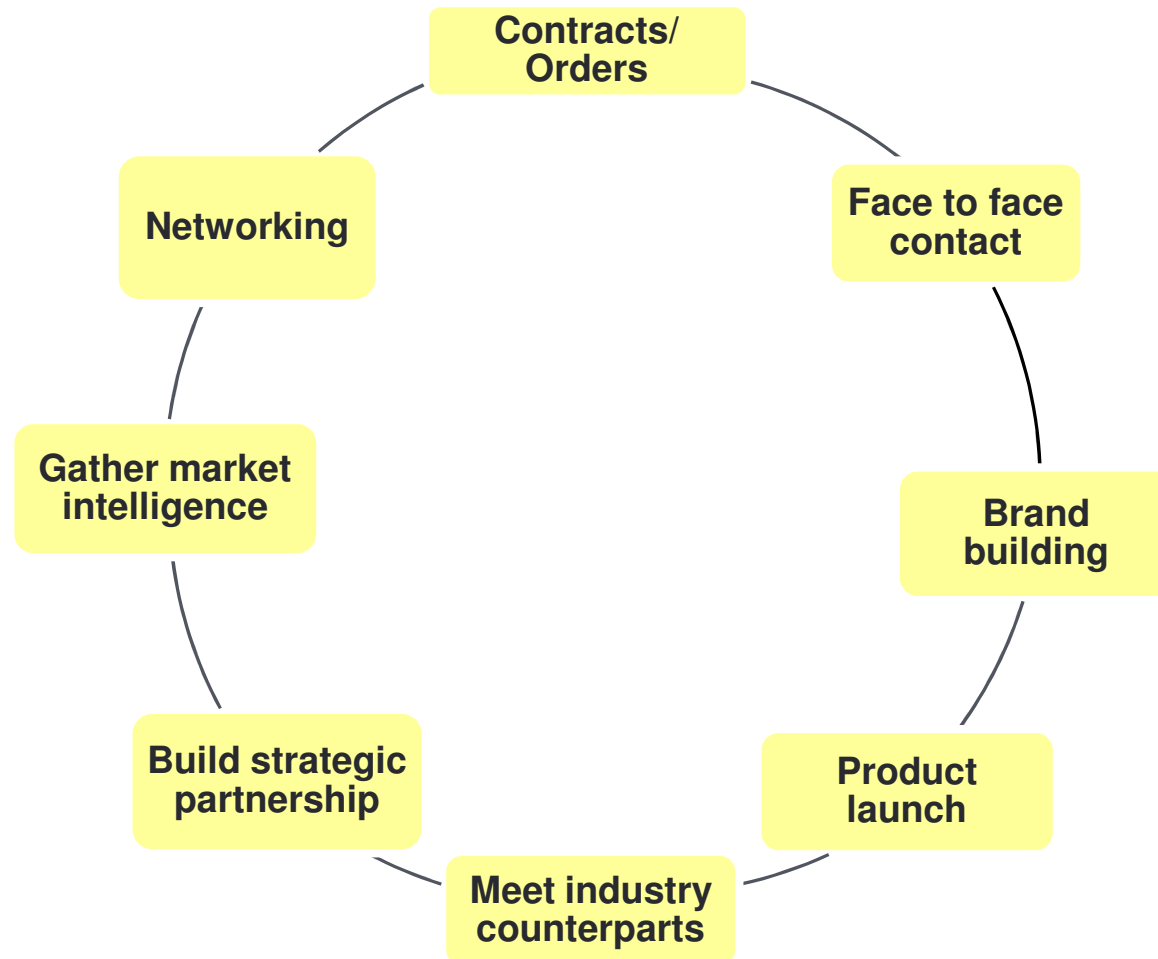 Contracts/
Orders
Face to face
contact
Brand
building
Product
launch
Meet industry
counterparts
Build strategic
partnership
Gather market
intelligence
Networking